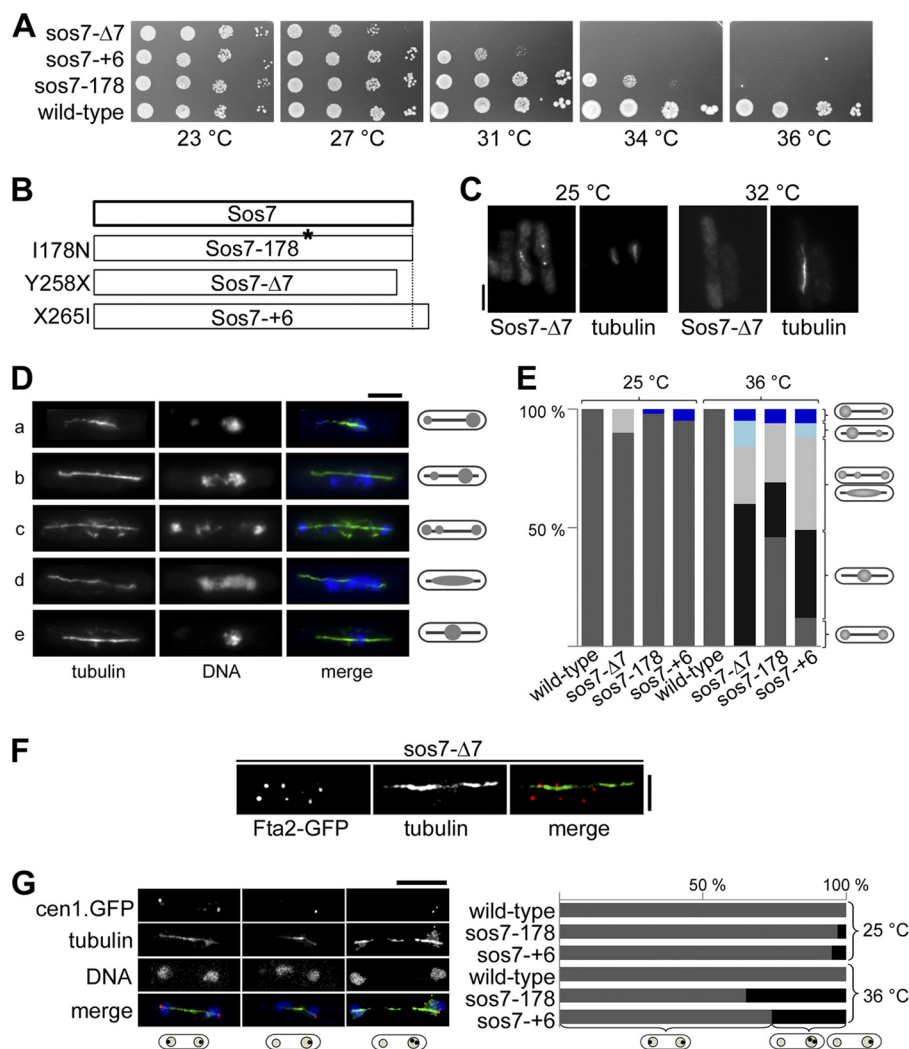 A
sos7-Δ7
sos7-+6
sos7-178
wild-type
23 °C
27 °C
31 °C
34 °C
36 °C
B
Sos7
I178N
Sos7-178
*
Y258X
Sos7-Δ7
X265I
Sos7-+6
C
25 °C
32 °C
Sos7-Δ7
tubulin
Sos7-Δ7
tubulin
D
a
b
c
d
e
tubulin
DNA
merge
E
25 °C
36 °C
100 %
50 %
wild-type
sos7-Δ7
sos7-178
sos7-+6
wild-type
sos7-Δ7
sos7-178
sos7-+6
F
sos7-Δ7
Fta2-GFP
tubulin
merge
G
cen1.GFP
tubulin
DNA
merge
50 %
100 %
wild-type
sos7-178
sos7-+6
25 °C
wild-type
sos7-178
sos7-+6
36 °C